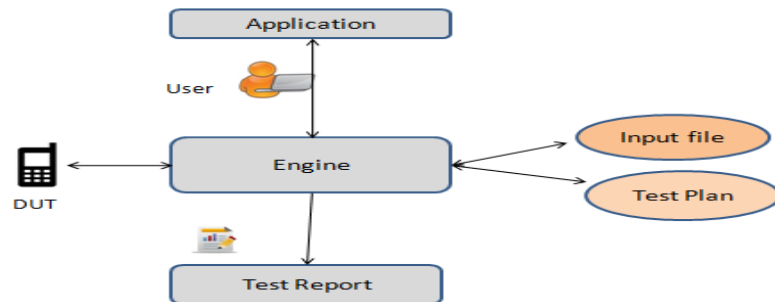 Application
User
Engine
Input file
Test Plan
DUT
Test Report